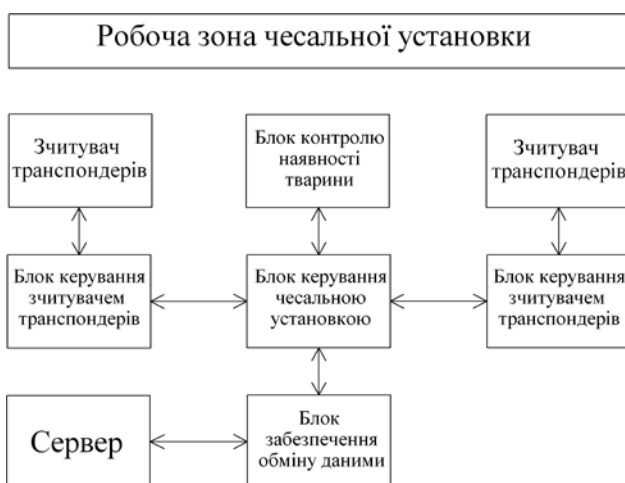 Робоча зона чесальної установки
Зчитувач
транспондерів
Блок контролю
наявності
тварини
Зчитувач
транспондерів
Блок керування
зчитувачем
транспондерів
Блок керування
чесальною
установкою
Блок керування
зчитувачем
транспондерів
Сервер
Блок
забезпечення
обміну даними